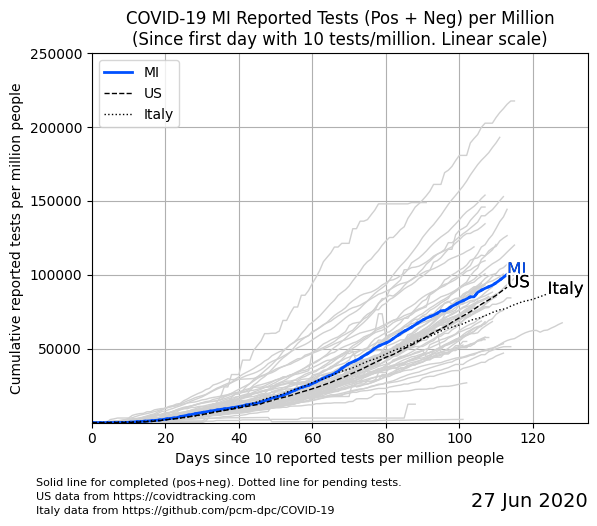 COVID-19 MI Reported Tests (Pos + Neg) per Million
(Since first day with 10 tests/million. Linear scale)
Cumulative reported tests per million people
250000
200000
150000
100000
50000
MI
US
Italy
MI
US
Italy
0
20
40
60
80
100
120
Days since 10 reported tests per million people
Solid line for completed (pos+neg). Dotted line for pending tests.
US data from https://covidtracking.com
Italy data from https://github.com/pcm-dpc/COVID-19
27 Jun 2020